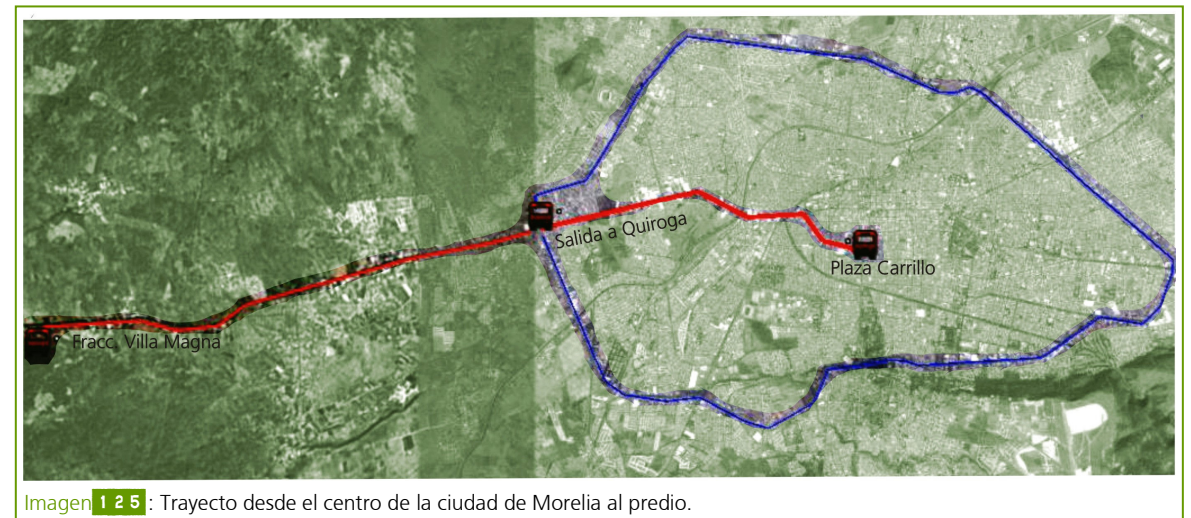 Salida a Quiroga
Plaza Carrillo
Fracc. Villa Magna
Imagen 1 2 5 : Trayecto desde el centro de la ciudad de Morelia al predio.